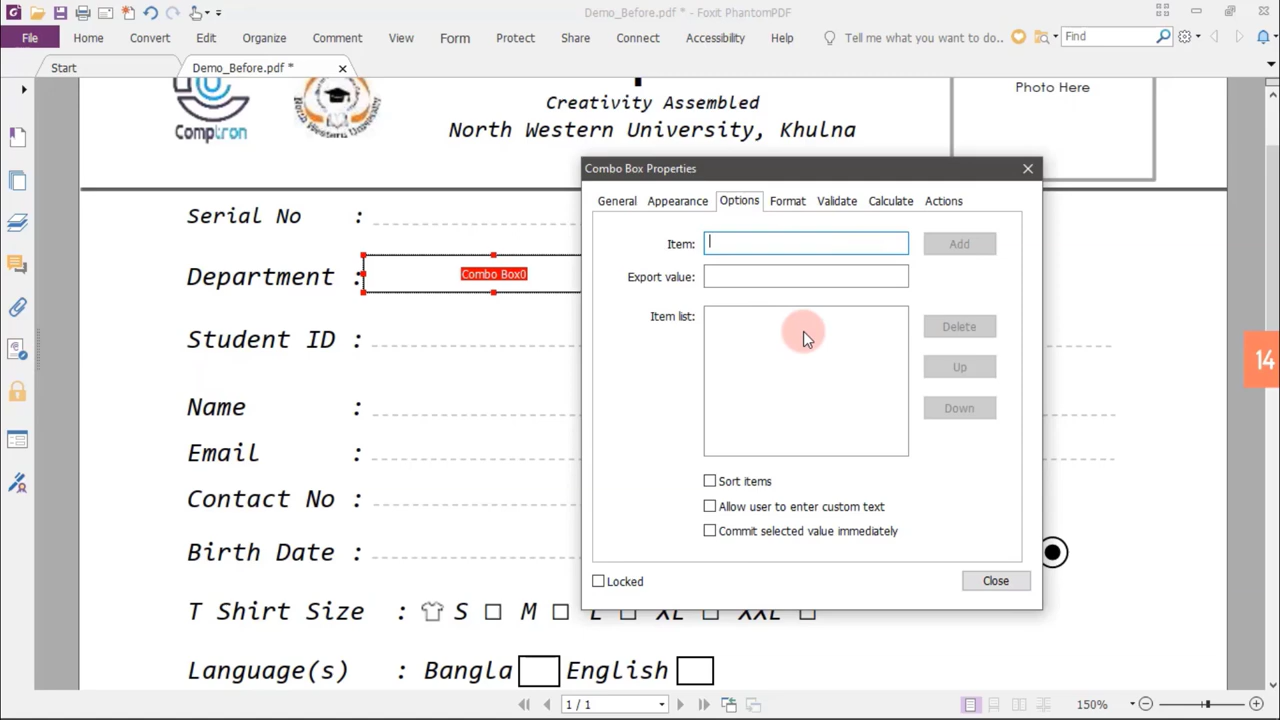 Demo_Before.pdf * - Foxit PhantomPDF
File Home Convert Edit Organize Comment View Form Protect Share Connect Accessibility Help Tell me what you want to do.. Find
Start Demo_Before.pdf *
Photo Here
Comptron
Creativity Assembled
North Western University, Khulna
Combo Box Properties
General Appearance Options Format Validate Calculate Actions
Serial No :
Item: Add
Department : Combo Box0
Export value:
Item list: Delete
Student ID :
Up
14
Name :
Down
Email :
Sort items
Contact No :
Allow user to enter custom text
Commit selected value immediately
Birth Date :
Locked Close
T Shirt Size : S M L XL XXL
Language(s) : Bangla English
1 / 1 150%